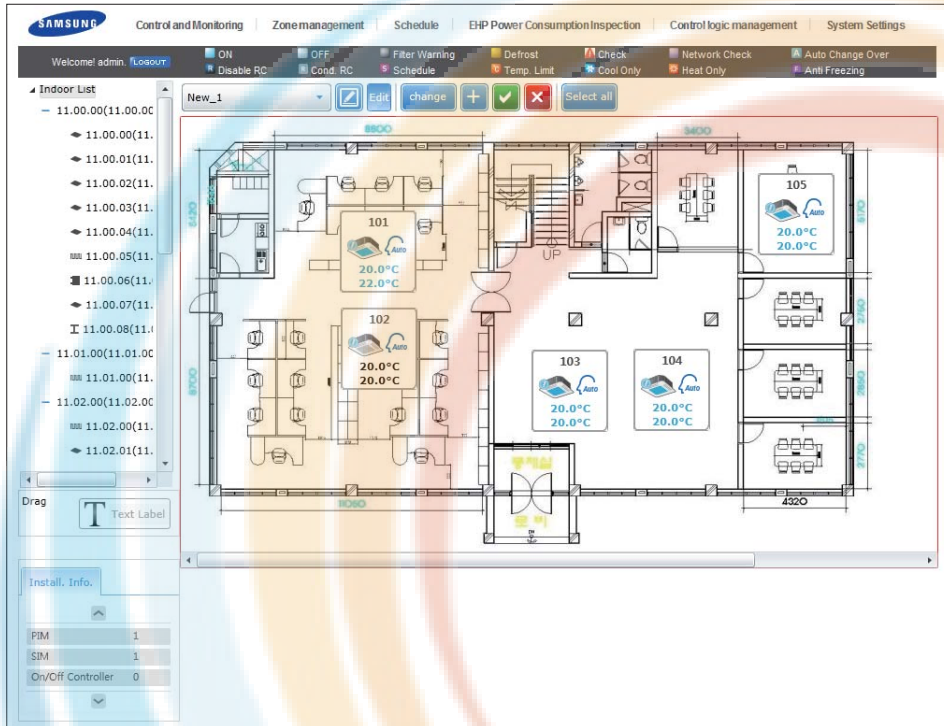 SAMSUNG
Control and Monitoring
Zone management
Schedule
EHP Power Consumption Inspection
Control logic management
System Settings
Welcome! admin. LOGOUT
ON
OFF
Filter Warning
Defrost
Check
Network Check
A Auto Change Over
Disable RC
Cond. RC
S Schedule
Temp. Limit
Cool Only
Heat Only
Anti Freezing
Indoor List
11.00.00(11.00.00
11.00.00(11.
11.00.01(11.
11.00.02(11.
11.00.03(11.
11.00.04(11.
11.00.05(11.
11.00.06(11.
11.00.07(11.
11.00.08(11.
11.01.00(11.01.00
11.01.00(11.
11.02.00(11.02.00
11.02.00(11.
11.02.01(11.
Drag
T Text Label
Install. Info.
PIM 1
SIM 1
On/Off Controller 0
New_1
Edit
change
Select all
8800
3400
101
Auto
20.0°C
22.0°C
105
Auto
20.0°C
20.0°C
5420
5170
UP
102
Auto
20.0°C
20.0°C
2750
103
Auto
20.0°C
20.0°C
104
Auto
20.0°C
20.0°C
8700
2770
로비
11060
4320